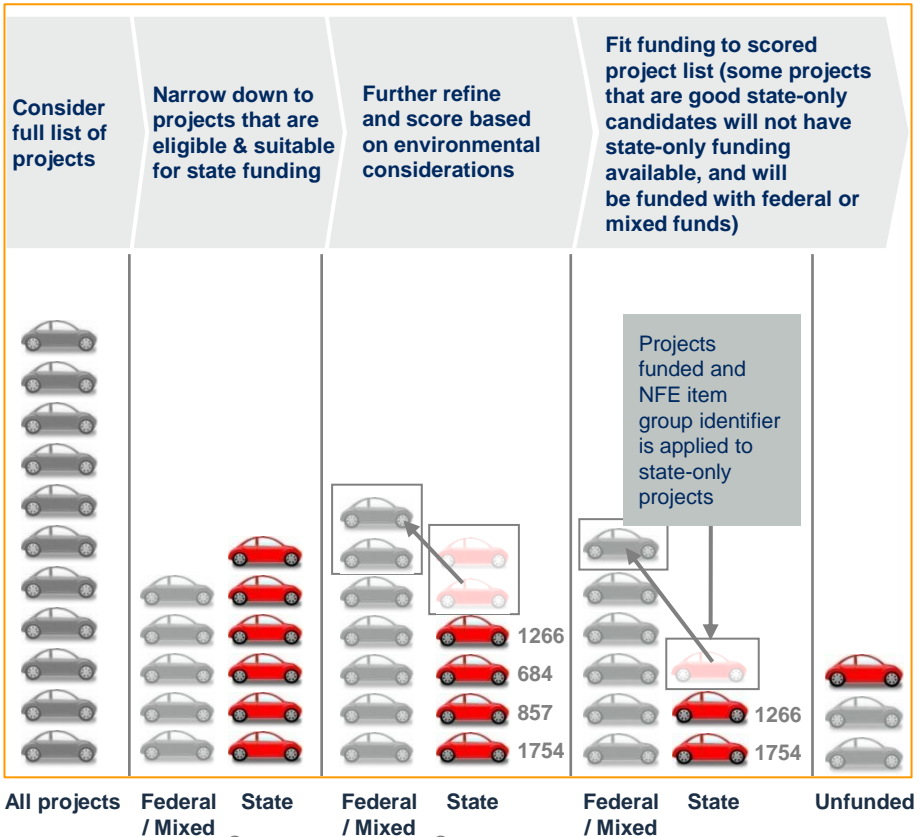 Consider
full list of
projects
Narrow down to
projects that are
eligible & suitable
for state funding
Further refine
and score based
on environmental
considerations
Fit funding to scored
project list (some projects
that are good state-only
candidates will not have
state-only funding
available, and will
be funded with federal or
mixed funds)
Projects
funded and
NFE item
group identifier
is applied to
state-only
projects
1266
684
857
1754
1266
1754
All projects
Federal
/ Mixed
State
Federal
/ Mixed
State
Federal
/ Mixed
State
Unfunded